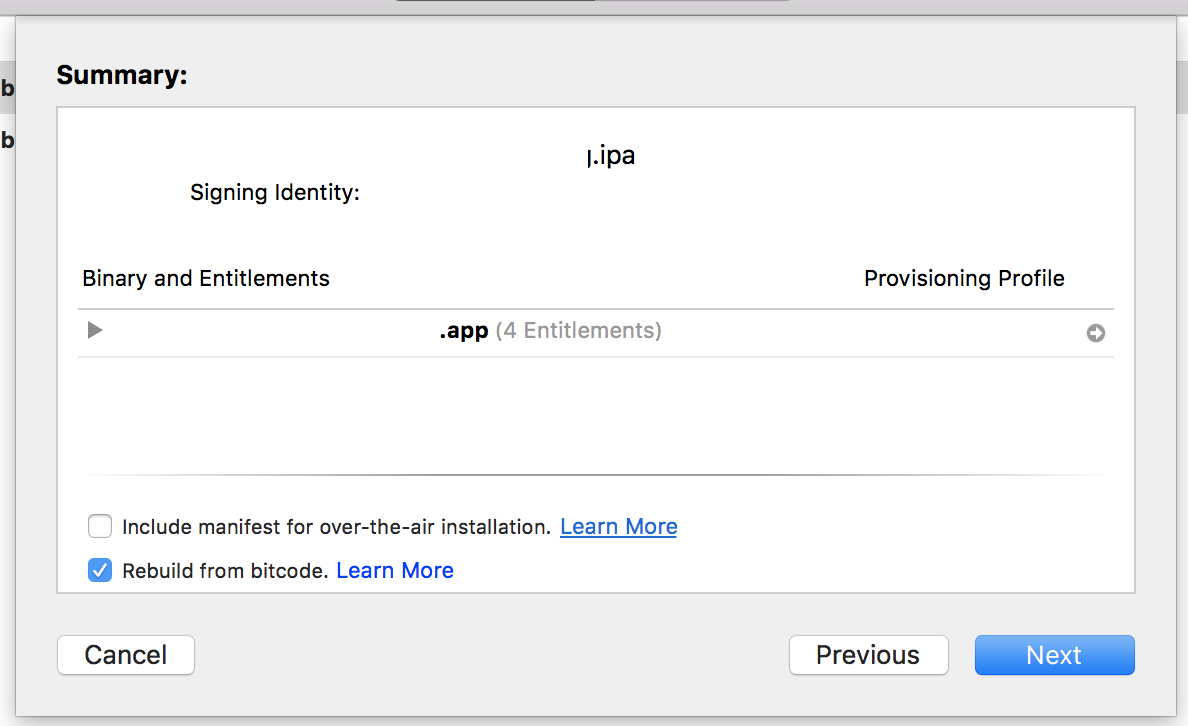 b
b
Summary:
.ipa
Signing Identity:
Binary and Entitlements Provisioning Profile
.app (4 Entitlements)
Include manifest for over-the-air installation. Learn More
Rebuild from bitcode. Learn More
Cancel Previous Next